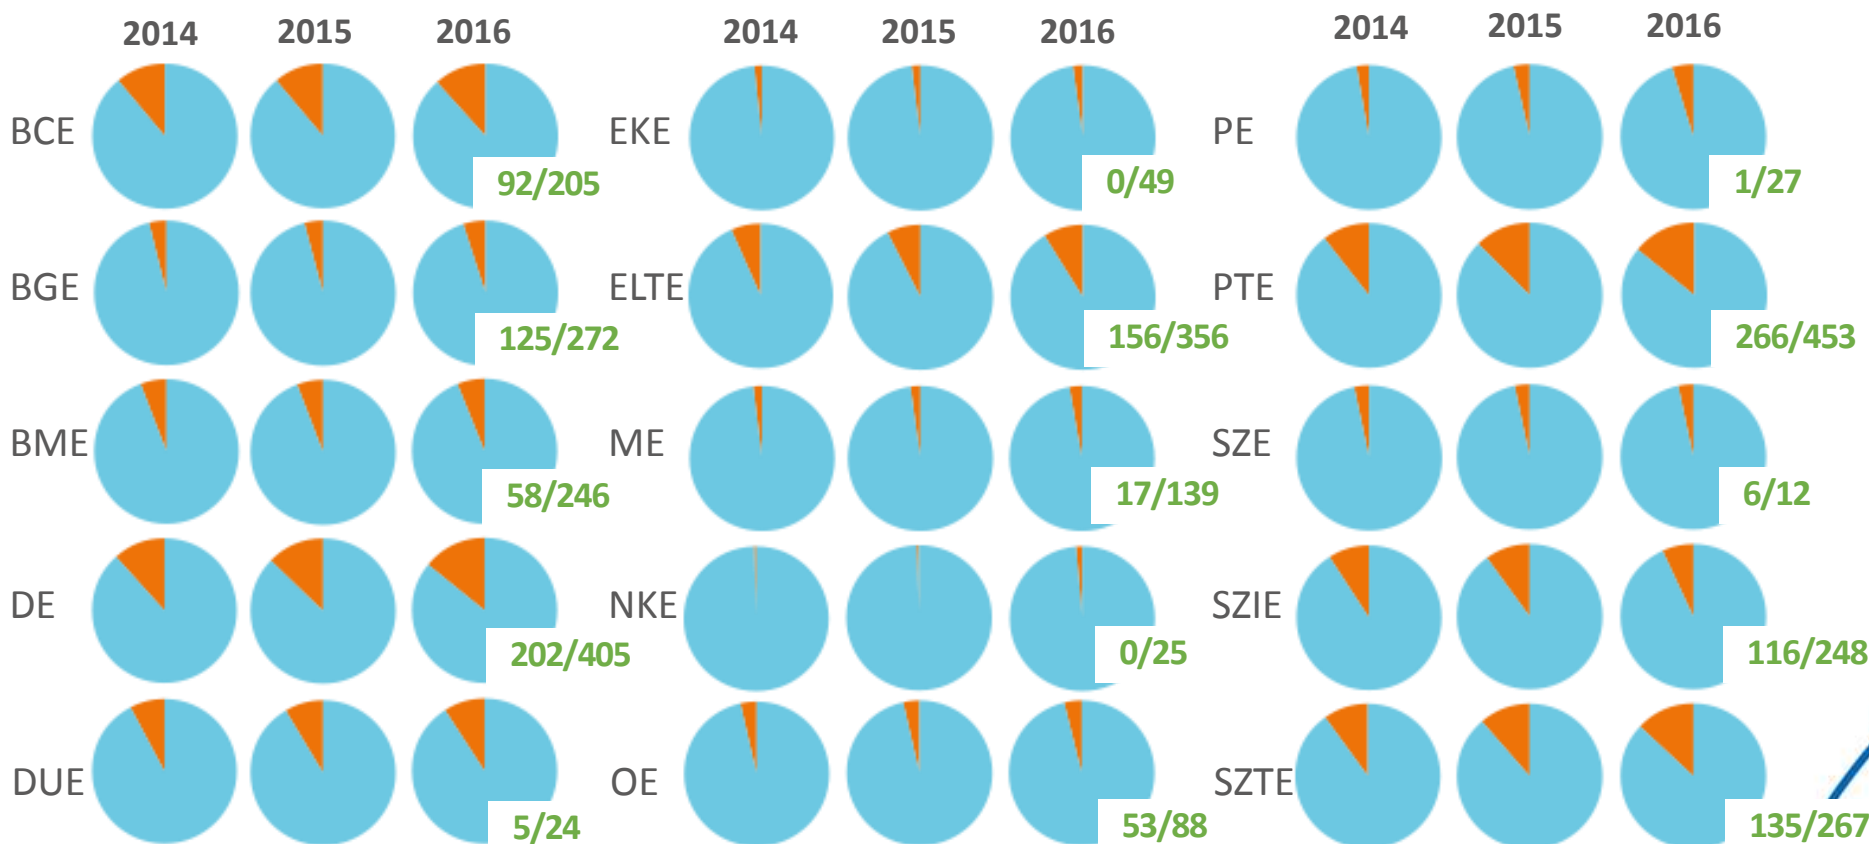 2014 2015 2016 2014 2015 2016 2014 2015 2016
BCE EKE PE
92/205 0/49 1/27
BGE ELTE PTE
125/272 156/356 266/453
BME ME SZE
58/246 17/139 6/12
DE NKE SZIE
202/405 0/25 116/248
DUE OE SZTE
5/24 53/88 135/267